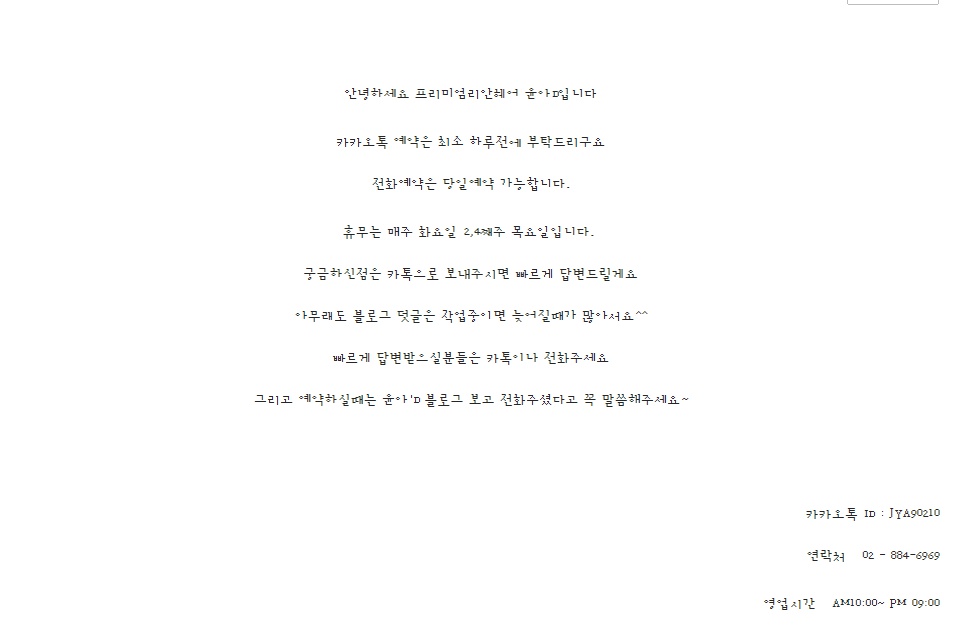 안녕하세요 프리미엄리안헤어 윤아D입니다
카카오톡 예약은 최소 하루전에 부탁드리구요
전화예약은 당일예약 가능합니다.
휴무는 매주 화요일 2,4째주 목요일입니다.
궁금하신점은 카톡으로 보내주시면 빠르게 답변드릴게요
아무래도 블로그 덧글은 작업중이면 늦어질때가 많아서요^^
빠르게 답변받으실분들은 카톡이나 전화주세요
그리고 예약하실때는 윤아'D 블로그 보고 전화주셨다고 꼭 말씀해주세요~
카카오톡 ID : JYA90210
연락처 02 - 884-6969
영업시간 AM10:00~ PM 09:00